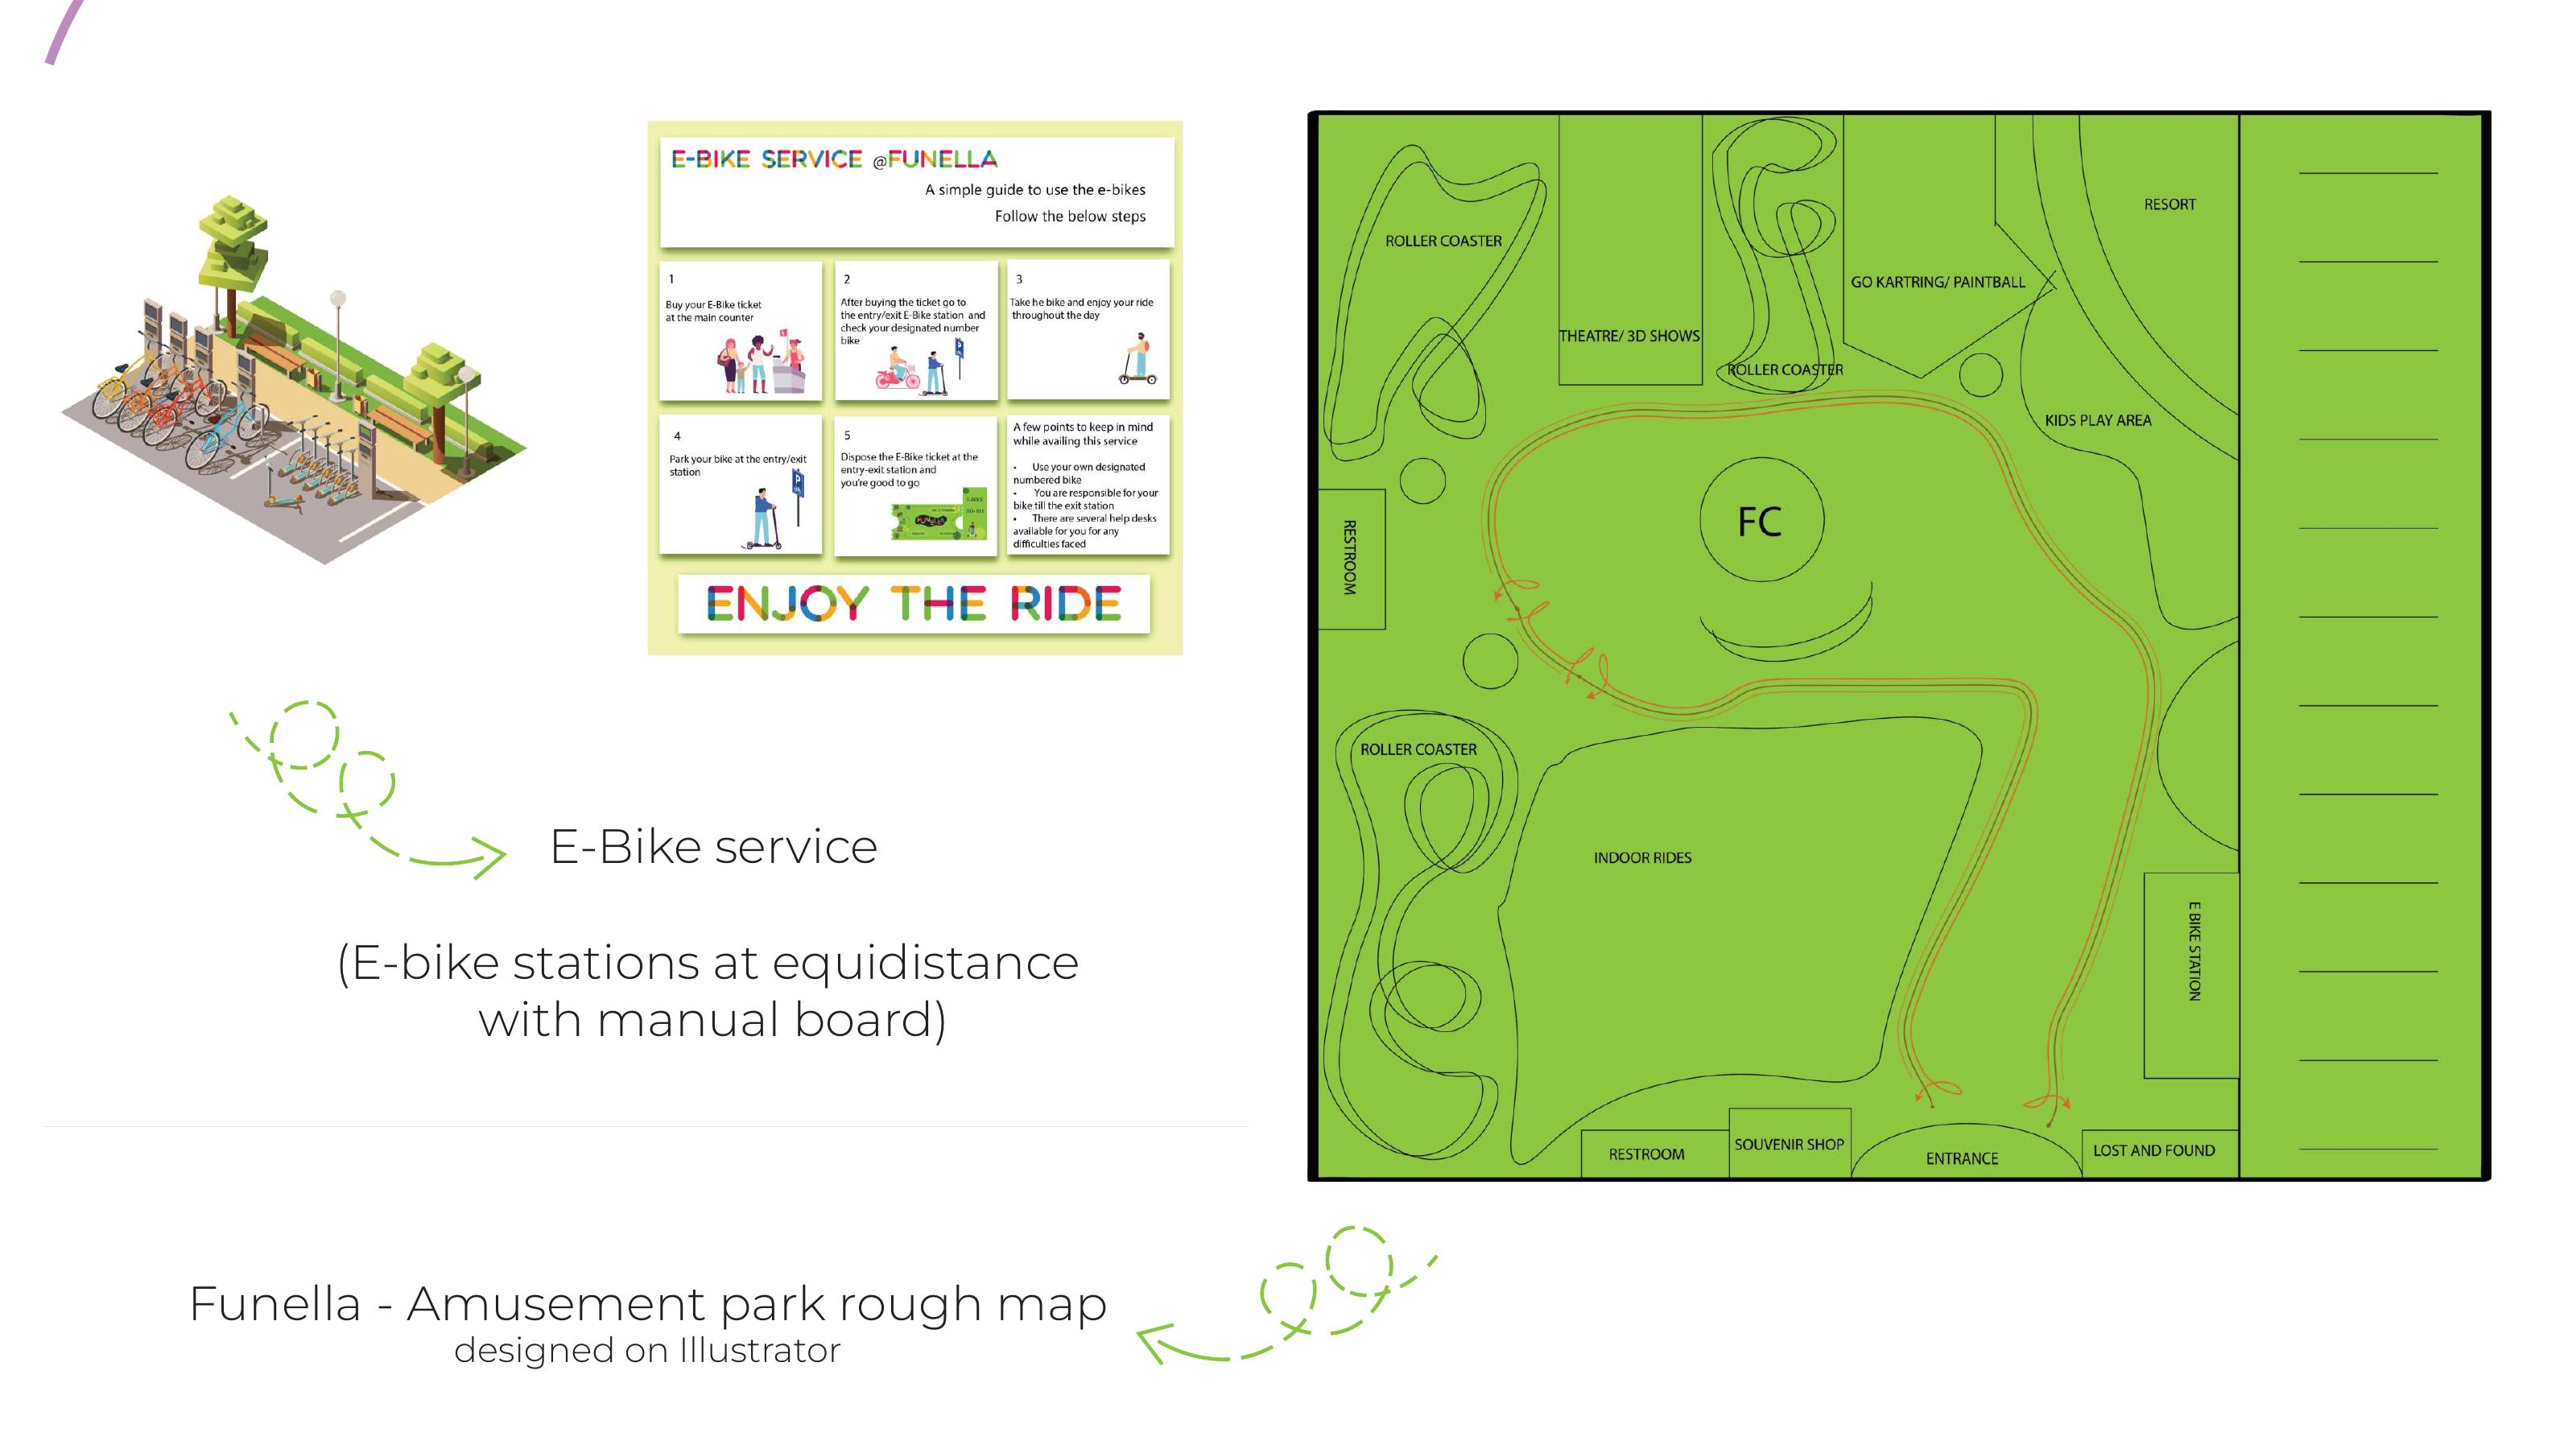 E-BIKE SERVICE @FUNELLA
A simple guide to use the e-bikes
Follow the below steps
1
Buy your E-Bike ticket
at the main counter
2
After buying the ticket go to
the entry/exit E-Bike station and
check your designated number
bike
3
Take he bike and enjoy your ride
throughout the day
4
Park your bike at the entry/exit
station
5
Dispose the E-Bike ticket at the
entry-exit station and
you're good to go
FUNELLA
A few points to keep in mind
while availing this service
• Use your own designated
numbered bike
• You are responsible for your
bike till the exit station
• There are several help desks
available for you for any
difficulties faced
ENJOY THE RIDE
E-Bike service
(E-bike stations at equidistance
with manual board)
Funella - Amusement park rough map
designed on Illustrator
ROLLER COASTER
THEATRE/ 3D SHOWS
ROLLER COASTER
GO KARTRING/ PAINTBALL
RESORT
KIDS PLAY AREA
RESTROOM
FC
ROLLER COASTER
INDOOR RIDES
E BIKE STATION
RESTROOM
SOUVENIR SHOP
ENTRANCE
LOST AND FOUND